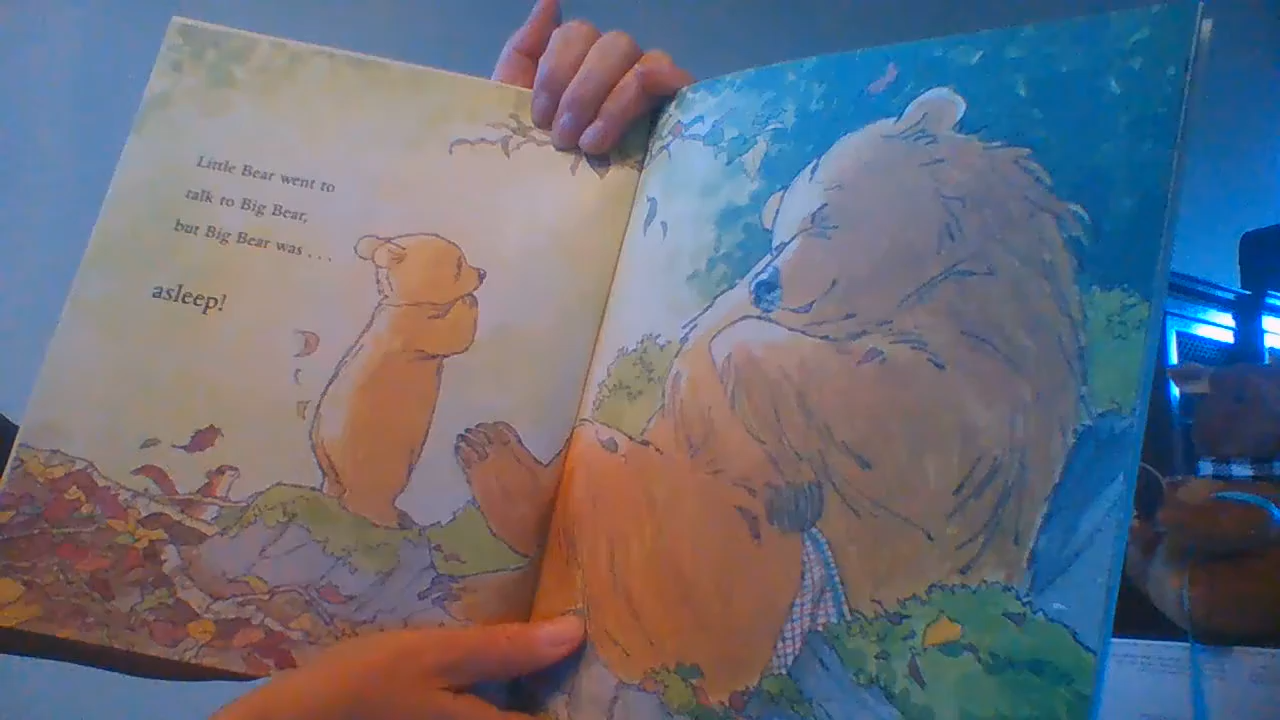 Little Bear went to
talk to Big Bear,
but Big Bear was . . .
asleep!